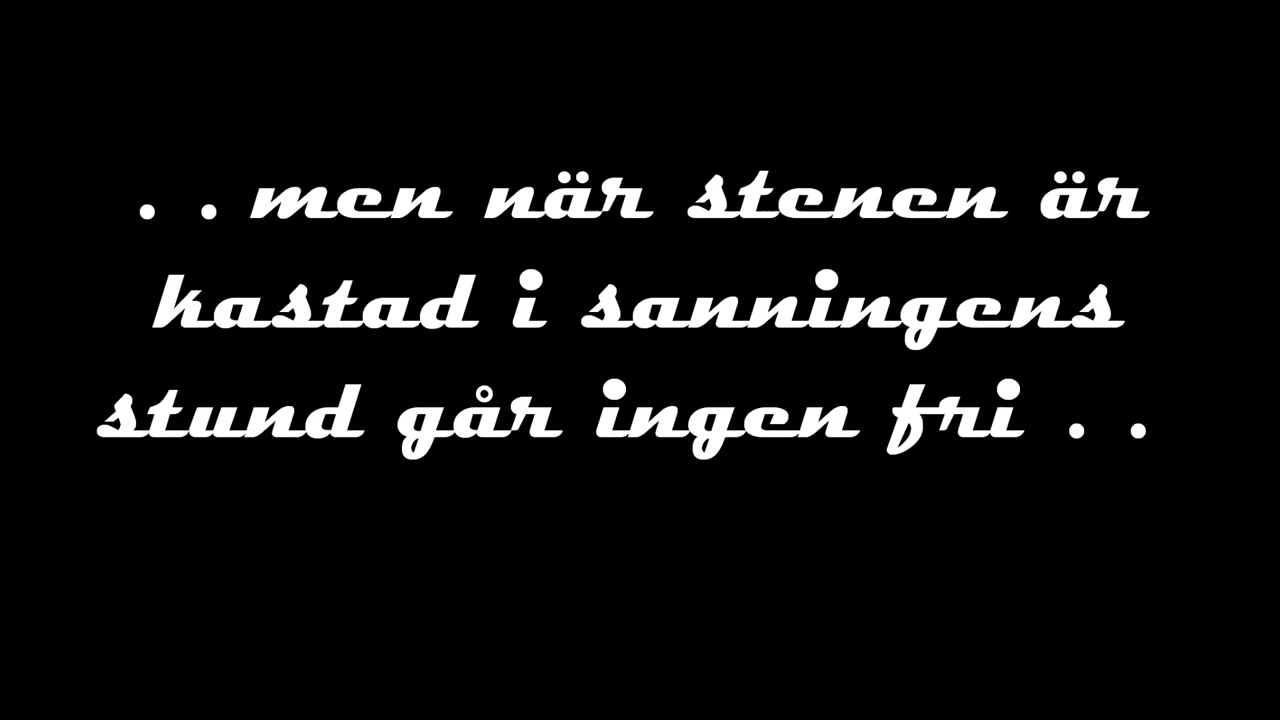 . . men när stenen är
kastad i sanningens
stund går ingen fri . .